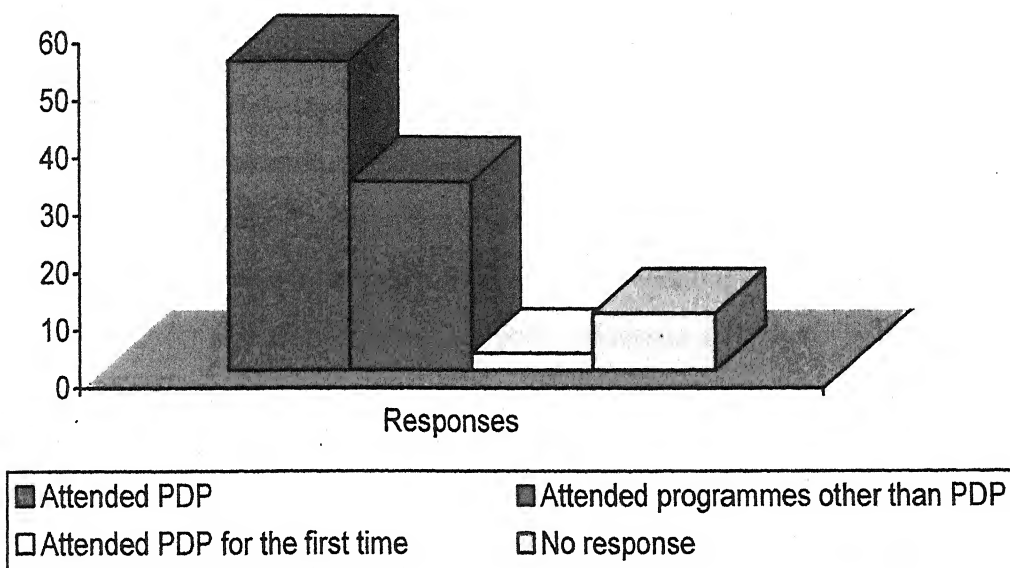 60
50
40
30
20
10
0
Responses
Attended PDP Attended programmes other than PDP
Attended PDP for the first time No response